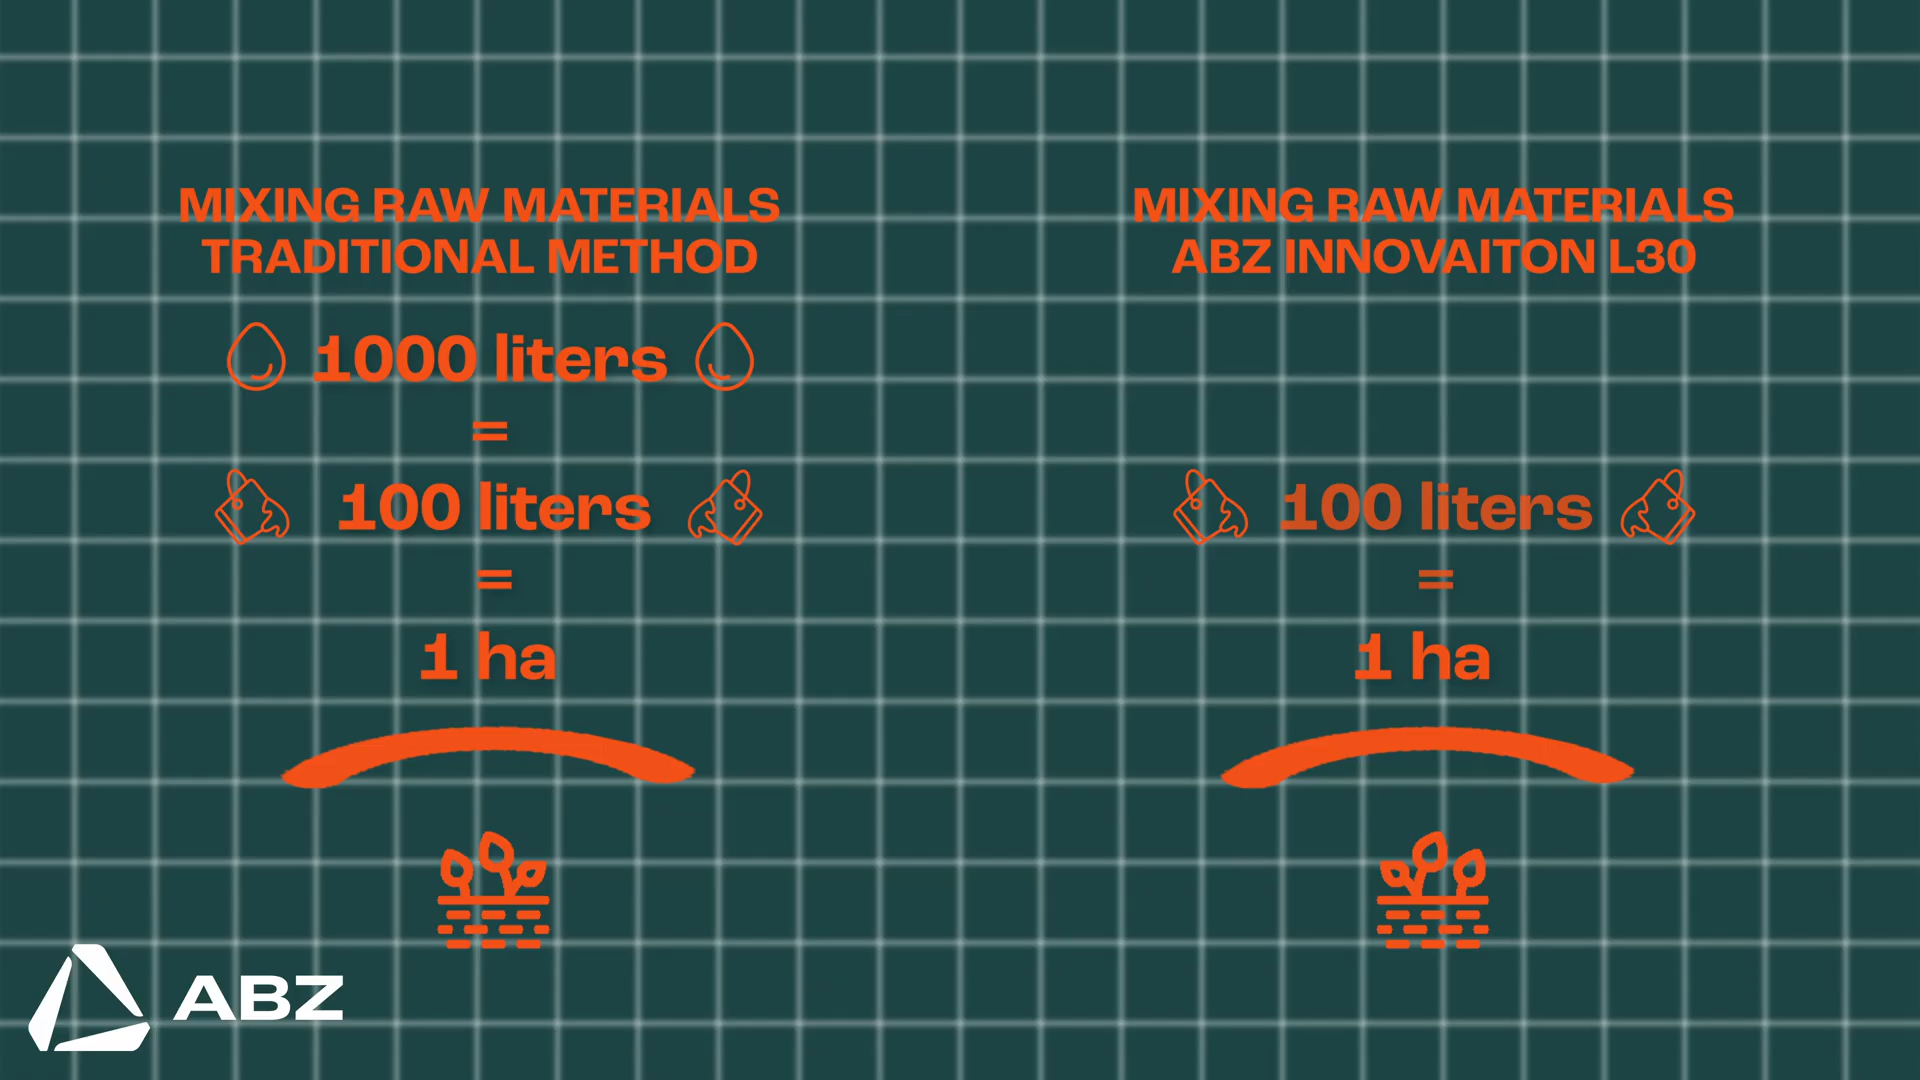 MIXING RAW MATERIALS
TRADITIONAL METHOD
1000 liters
=
100 liters
=
1 ha
MIXING RAW MATERIALS
ABZ INNOVAITON L30
100 liters
=
1 ha
ABZ